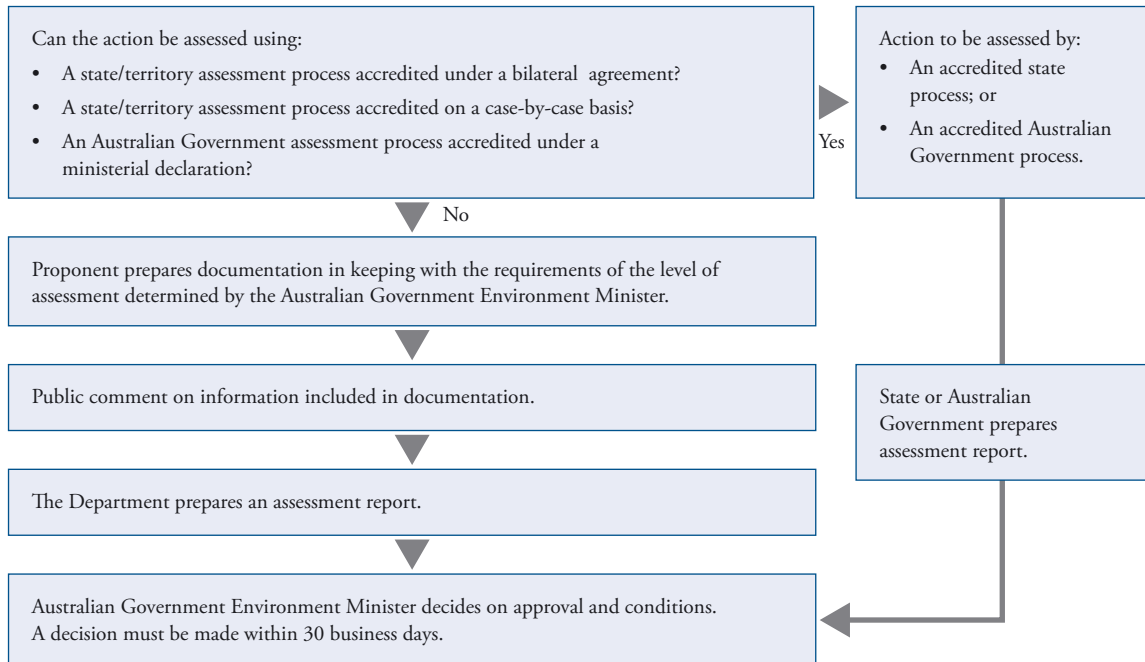 Can the action be assessed using:
• A state/territory assessment process accredited under a bilateral agreement?
• A state/territory assessment process accredited on a case-by-case basis?
• An Australian Government assessment process accredited under a
ministerial declaration?
Yes
Action to be assessed by:
• An accredited state
process; or
• An accredited Australian
Government process.
No
Proponent prepares documentation in keeping with the requirements of the level of
assessment determined by the Australian Government Environment Minister.
Public comment on information included in documentation.
State or Australian
Government prepares
assessment report.
The Department prepares an assessment report.
Australian Government Environment Minister decides on approval and conditions.
A decision must be made within 30 business days.